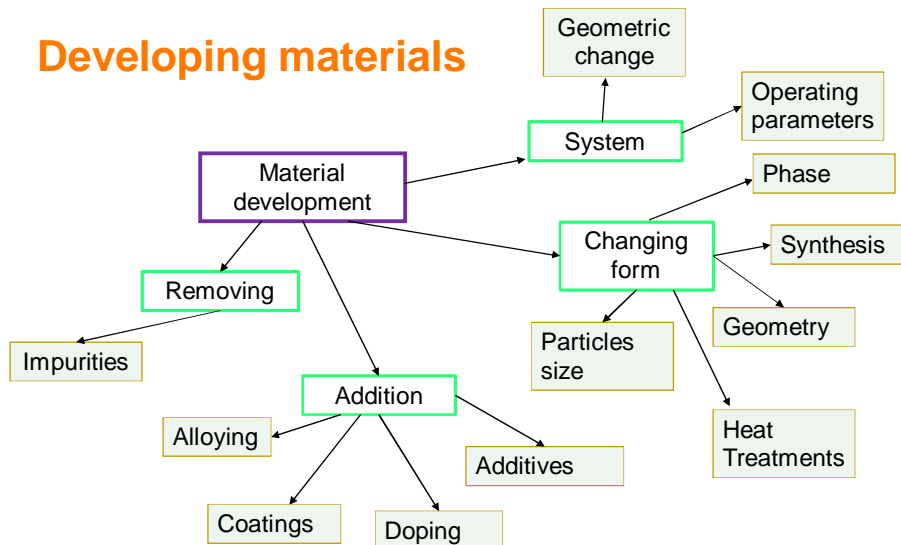 Developing materials
Geometric
change
Operating
parameters
System
Material
development
Phase
Changing
form
Synthesis
Removing
Geometry
Impurities
Particles
size
Addition
Heat
Treatments
Alloying
Additives
Coatings
Doping